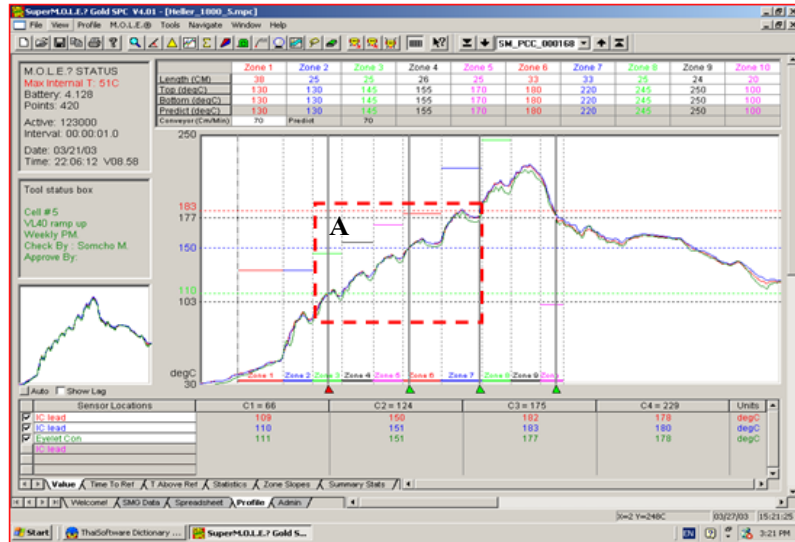 SuperM.O.L.E.? Gold SPC V4.01 - [Heller_1800_5.mpc]
File View Profile M.O.L.E.® Tools Navigate Window Help
SM_PCC_000168
M.O.L.E.? STATUS
Max Internal T: 51C
Battery: 4.128
Points: 420
Active: 123000
Interval: 00:00:01.0
Date: 03/21/03
Time: 22:06:12 V08.58
Zone 1 Zone 2 Zone 3 Zone 4 Zone 5 Zone 6 Zone 7 Zone 8 Zone 9 Zone 10
Length (CM) 38 25 25 26 25 33 33 25 24 20
Top (degC) 130 130 145 155 170 180 220 245 250 100
Bottom (degC) 130 130 145 155 170 180 220 245 250 100
Predict (degC) 130 130 145 155 170 180 220 245 250 100
Conveyor (Cm/Min) 70 Predict 70
Tool status box
Cell #5
VL40 ramp up
Weekly PM.
Check By : Somcho M.
Approve By:
Auto Show Lag
250
183
177
150
110
103
degC
30
A
Zone 1 Zone 2 Zone 3 Zone 4 Zone 5 Zone 6 Zone 7 Zone 8 Zone 9
Sensor Locations C1 = 66 C2 = 124 C3 = 175 C4 = 229 Units
IC lead 109 150 182 178 degC
IC lead 110 151 183 180 degC
Eyelet Con 111 151 177 178 degC
IC lead
Value Time To Ref T Above Ref Statistics Zone Slopes Summary Stats
Welcome! SMG Data Spreadsheet Profile Admin
X=2 Y=248C 03/27/03 15:21:25
Start ThaiSoftware Dictionary ... SuperM.O.L.E.? Gold S... EN 3:21 PM